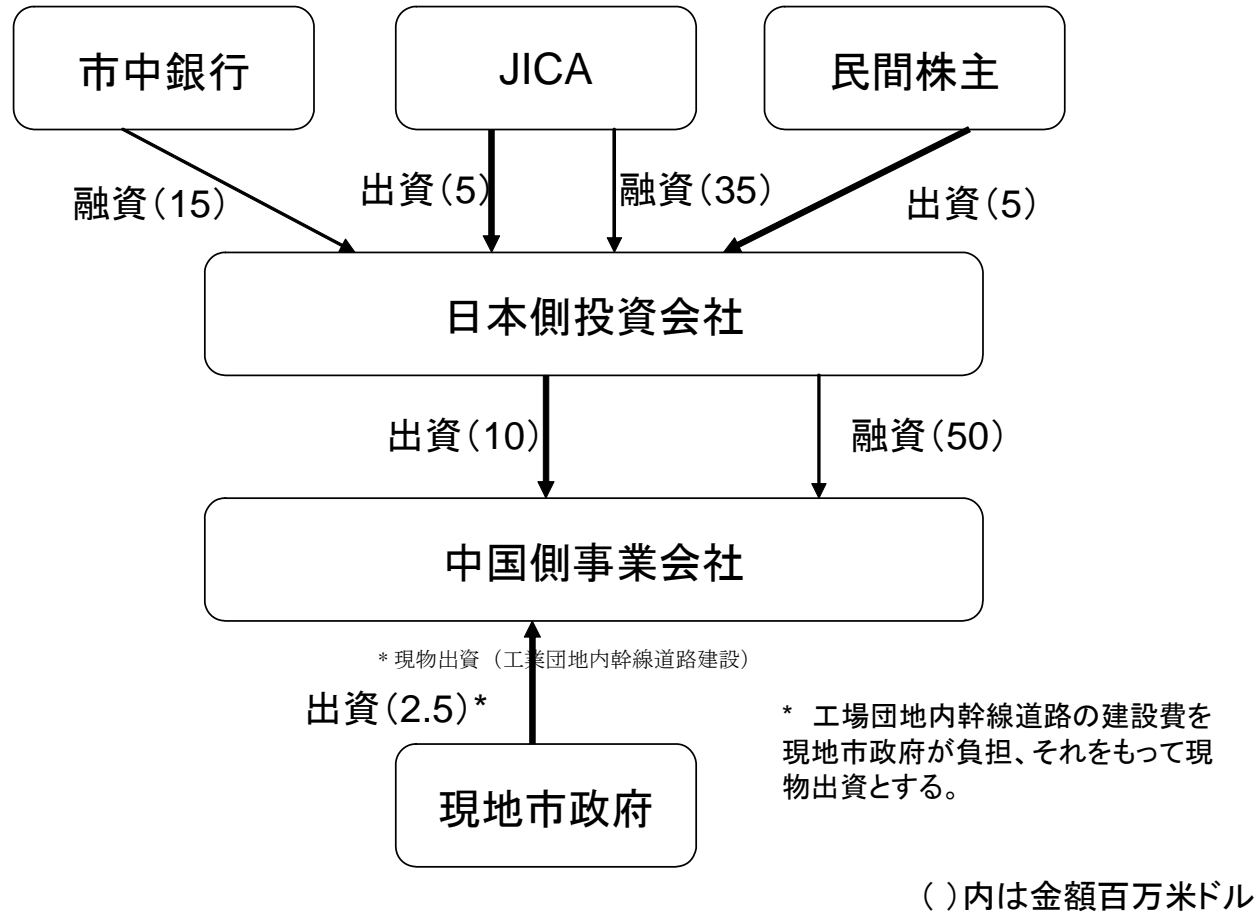 市中銀行
JICA
民間株主
融資(15)
出資(5)
融資(35)
出資(5)
日本側投資会社
出資(10)
融資(50)
中国側事業会社
* 現物出資（工業団地内幹線道路建設）
出資(2.5)*
* 工場団地内幹線道路の建設費を
現地市政府が負担、それをもって現
物出資とする。
現地市政府
( )内は金額百万米ドル